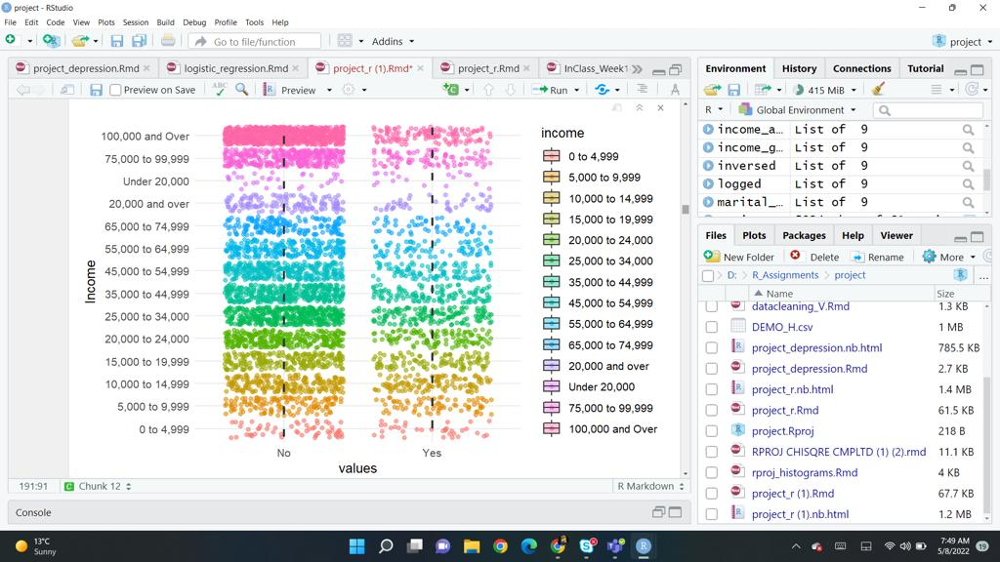 project - RStudio
File Edit Code View Plots Session Build Debug Profile Tools Help
Go to file/function Addins project
project_depression.Rmd logistic_regression.Rmd project_r (1).Rmd* project_r.Rmd InClass_Week1
Preview on Save ABC Preview Run
100,000 and Over
75,000 to 99,999
Under 20,000
20,000 and over
65,000 to 74,999
55,000 to 64,999
45,000 to 54,999
35,000 to 44,999
25,000 to 34,000
20,000 to 24,000
15,000 to 19,999
10,000 to 14,999
5,000 to 9,999
0 to 4,999
Income
No Yes
values
income
0 to 4,999
5,000 to 9,999
10,000 to 14,999
15,000 to 19,999
20,000 to 24,000
25,000 to 34,000
35,000 to 44,999
45,000 to 54,999
55,000 to 64,999
65,000 to 74,999
20,000 and over
Under 20,000
75,000 to 99,999
100,000 and Over
191:91 Chunk 12 R Markdown
Console
Environment History Connections Tutorial
415 MiB
R Global Environment
income_a… List of 9
income_g… List of 9
inversed List of 9
logged List of 9
marital_… List of 9
Files Plots Packages Help Viewer
New Folder Delete Rename More
D: R_Assignments project ...
Name Size
datacleaning_V.Rmd 1.3 KB
DEMO_H.csv 1 MB
project_depression.nb.html 785.5 KB
project_depression.Rmd 2.7 KB
project_r.nb.html 1.4 MB
project_r.Rmd 61.5 KB
project.Rproj 218 B
RPROJ CHISQRE CMPLTD (1) (2).rmd 11.1 KB
rproj_histograms.Rmd 4 KB
project_r (1).Rmd 67.7 KB
project_r (1).nb.html 1.2 MB
13°C
Sunny
7:49 AM
5/8/2022